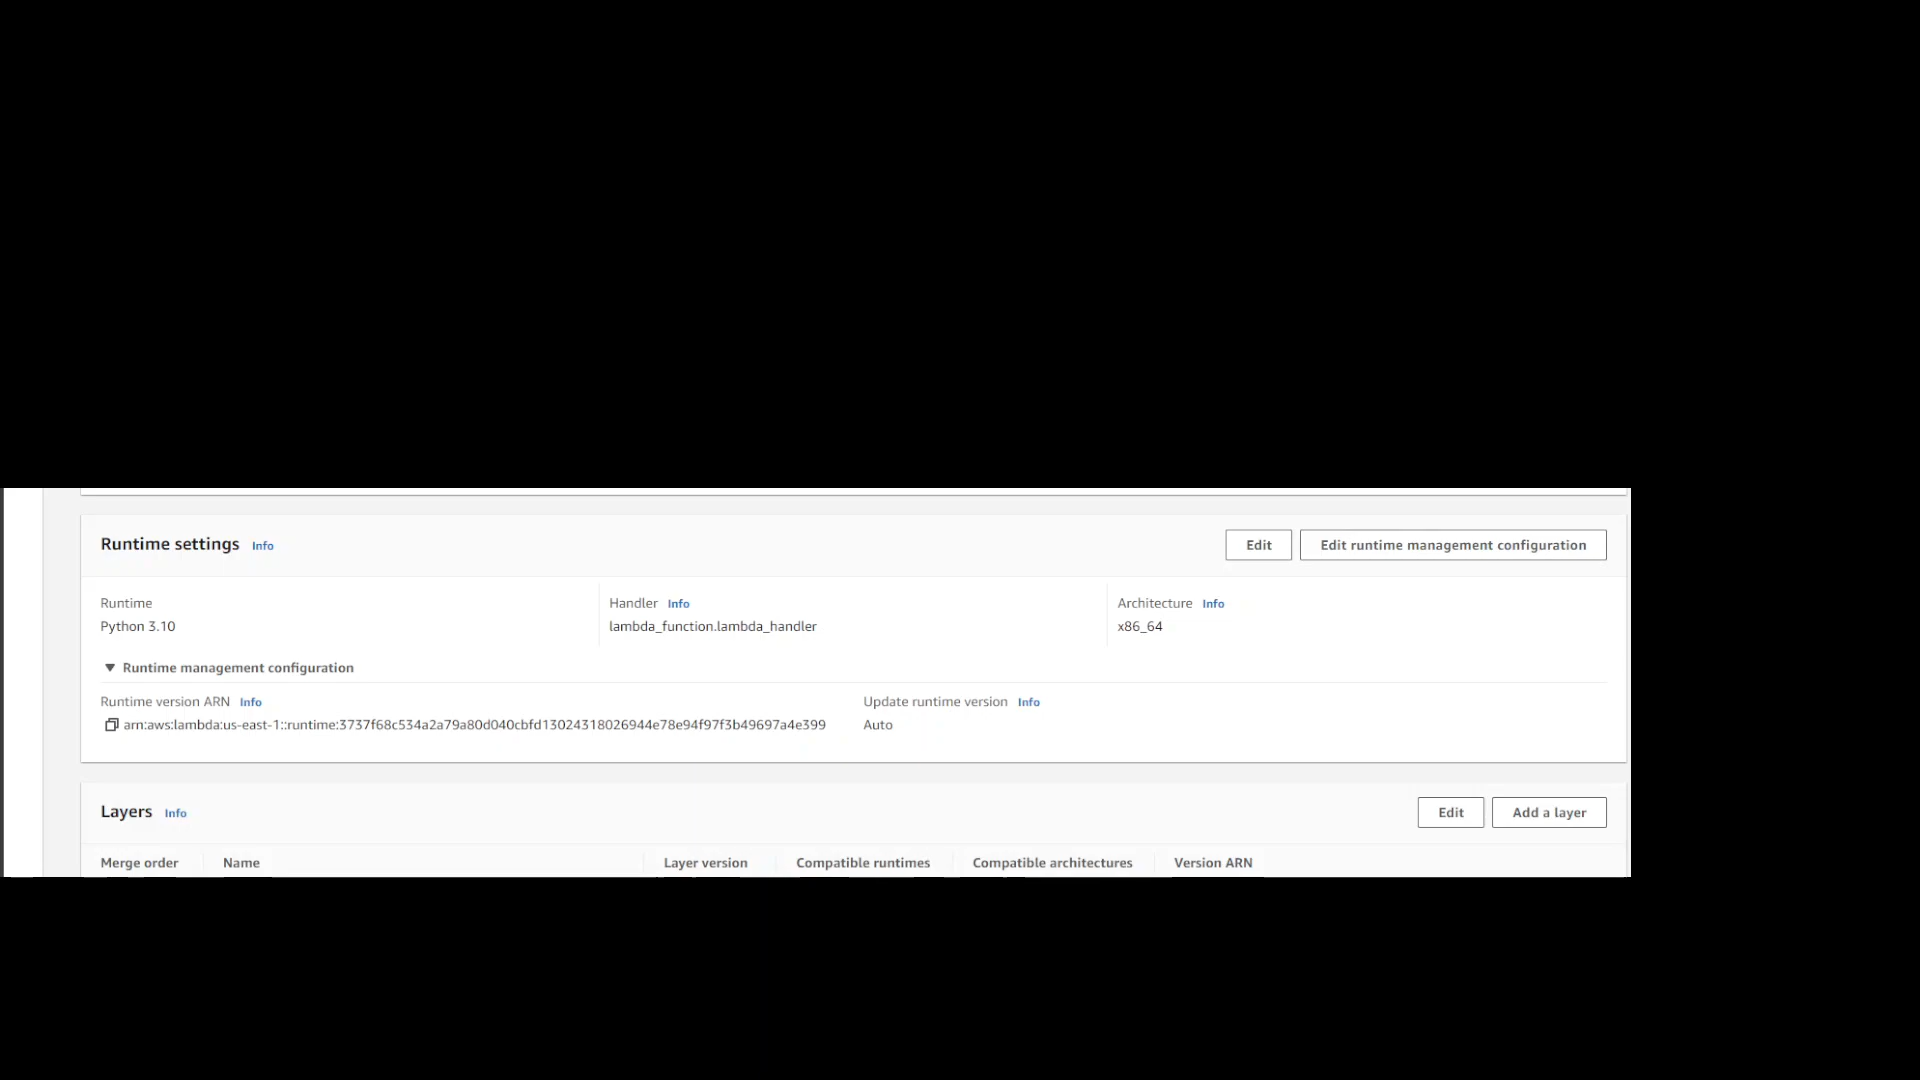 Runtime settings Info Edit Edit runtime management configuration
Runtime Handler Info Architecture Info
Python 3.10 lambda_function.lambda_handler x86_64
▼ Runtime management configuration
Runtime version ARN Info Update runtime version Info
arn:aws:lambda:us-east-1::runtime:3737f68c534a2a79a80d040cbfd13024318026944e78e94f97f3b49697a4e399 Auto
Layers Info Edit Add a layer
Merge order Name Layer version Compatible runtimes Compatible architectures Version ARN